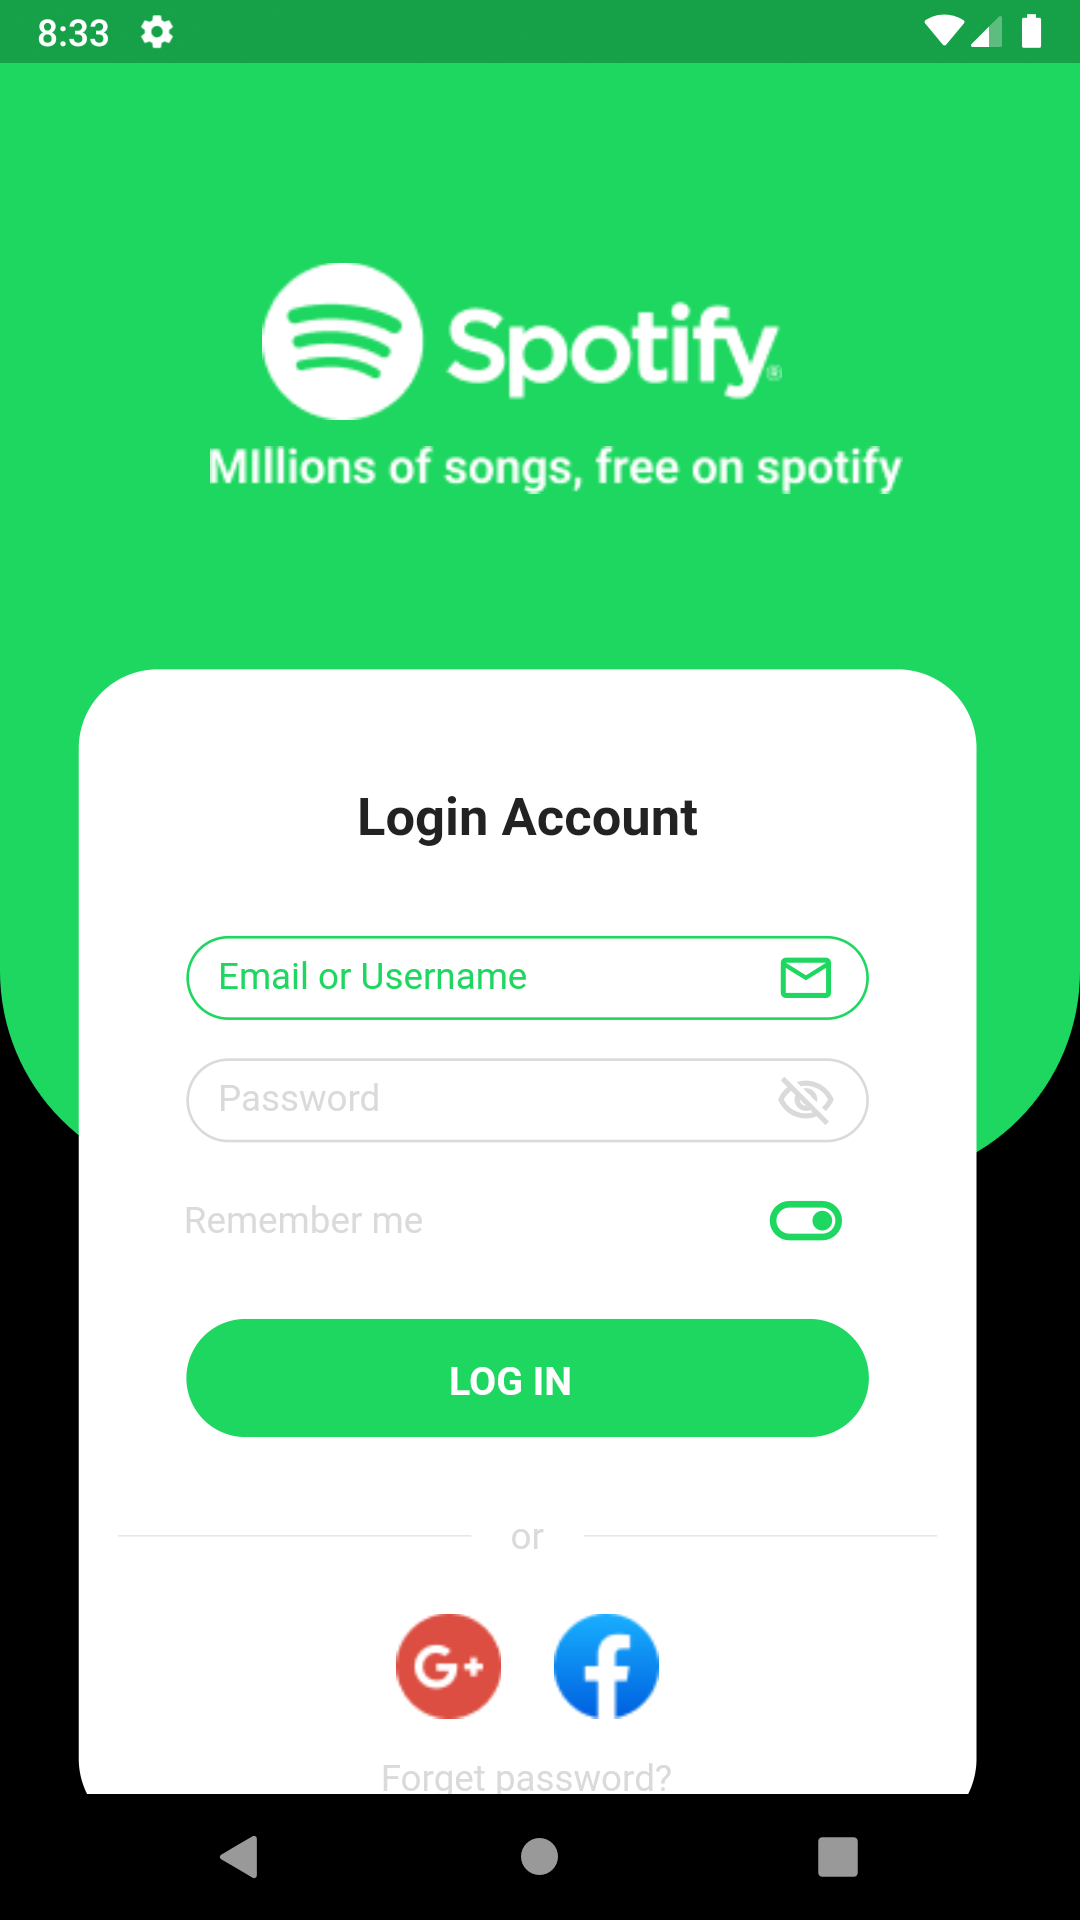 8:33
Spotify®
MIllions of songs, free on spotify
Login Account
Email or Username
Password
Remember me
LOG IN
or
G+
f
Forget password?